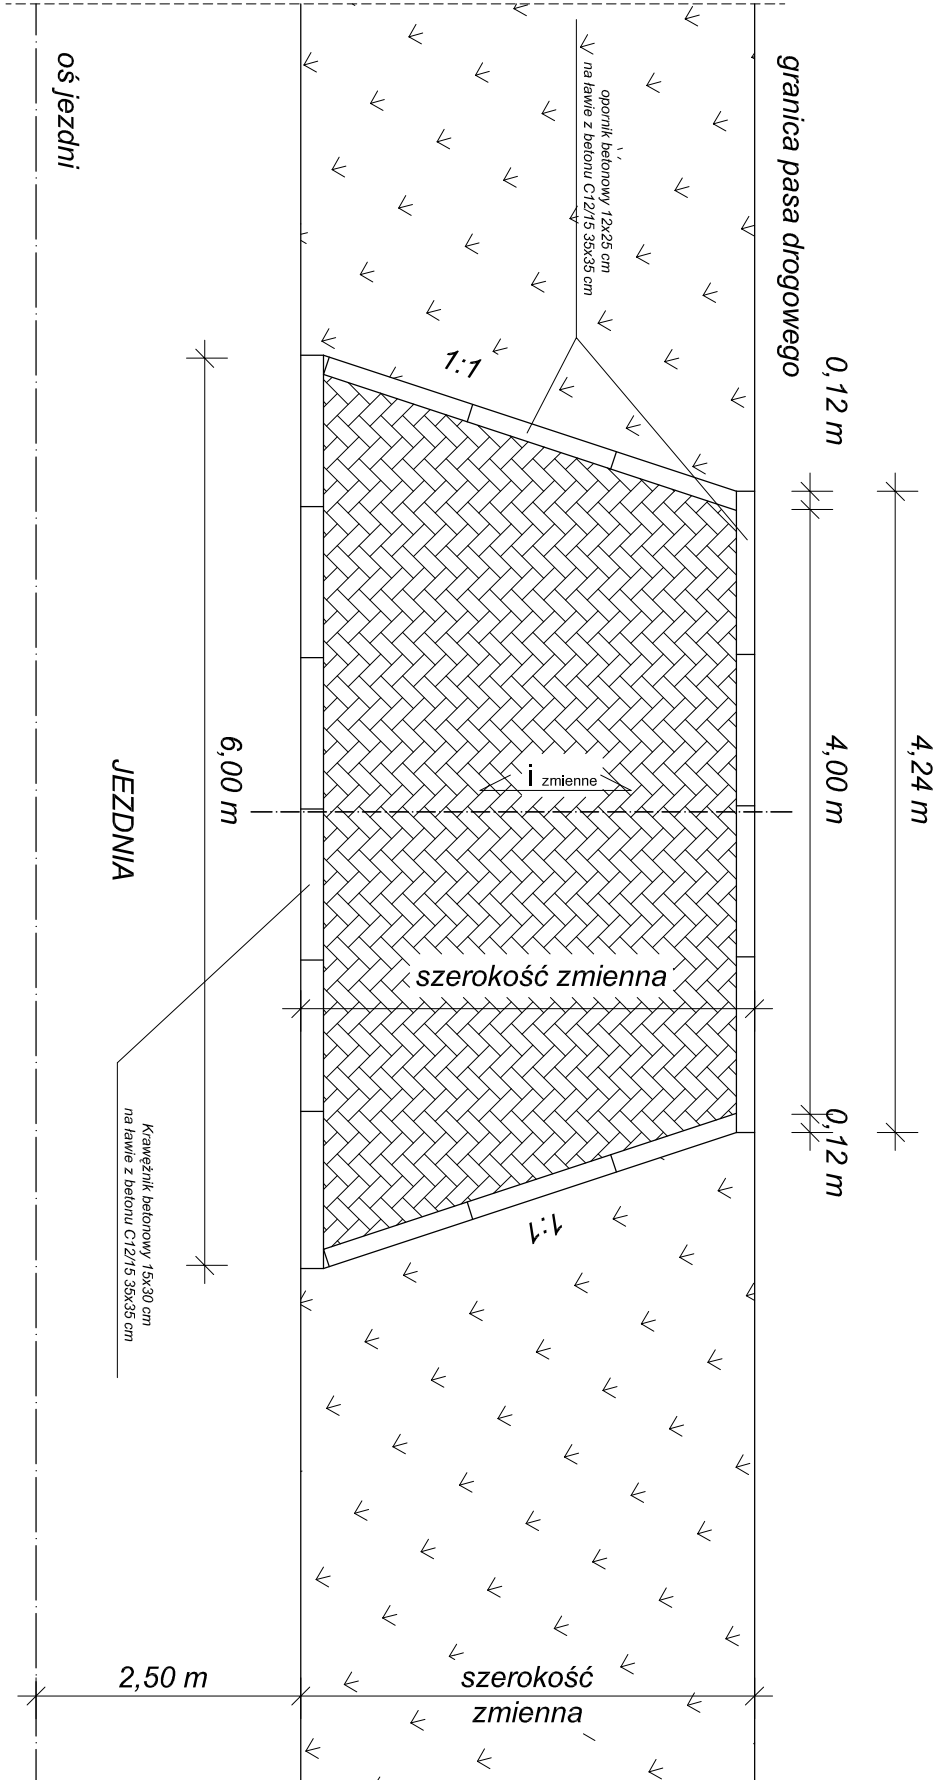 oś jezdni
granica pasa drogowego
opornik betonowy 12x25 cm
na ławie z betonu C12/15 35x35 cm
1:1
0,12 m
4,00 m
0,12 m
4,24 m
6,00 m
JEZDNIA
i zmienne
szerokość zmienna
1:1
Krawężnik betonowy 15x30 cm
na ławie z betonu C12/15 35x35 cm
2,50 m
szerokość
zmienna